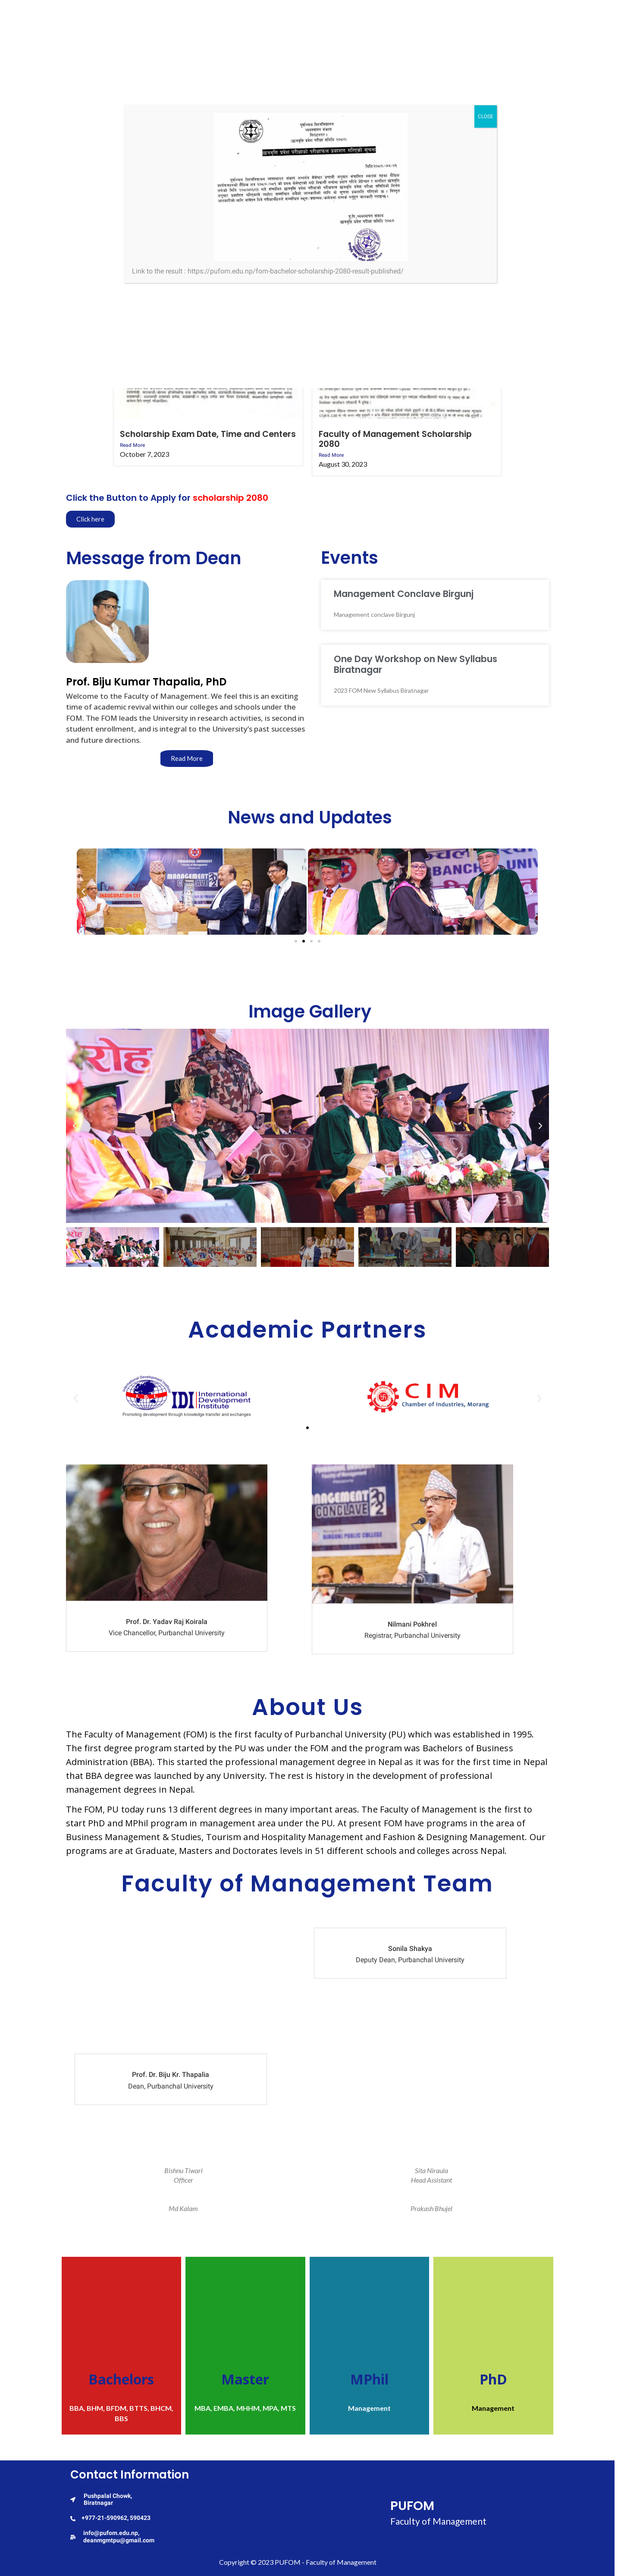 CLOSE
Link to the result : https://pufom.edu.np/fom-bachelor-scholarship-2080-result-published/
Scholarship Exam Date, Time and Centers
Read More
October 7, 2023
Faculty of Management Scholarship
2080
Read More
August 30, 2023
Click the Button to Apply for scholarship 2080
Click here
Message from Dean
Prof. Biju Kumar Thapalia, PhD
Welcome to the Faculty of Management. We feel this is an exciting
time of academic revival within our colleges and schools under the
FOM. The FOM leads the University in research activities, is second in
student enrollment, and is integral to the University's past successes
and future directions.
Read More
Events
Management Conclave Birgunj
Management conclave Birgunj
One Day Workshop on New Syllabus
Biratnagar
2023 FOM New Syllabus Biratnagar
News and Updates
Image Gallery
रोह
Academic Partners
IDI International
Development
Institute
Promoting development through knowledge transfer and exchanges
CIM
Chamber of Industries, Morang
Prof. Dr. Yadav Raj Koirala
Vice Chancellor, Purbanchal University
Nilmani Pokhrel
Registrar, Purbanchal University
About Us
The Faculty of Management (FOM) is the first faculty of Purbanchal University (PU) which was established in 1995.
The first degree program started by the PU was under the FOM and the program was Bachelors of Business
Administration (BBA). This started the professional management degree in Nepal as it was for the first time in Nepal
that BBA degree was launched by any University. The rest is history in the development of professional
management degrees in Nepal.
The FOM, PU today runs 13 different degrees in many important areas. The Faculty of Management is the first to
start PhD and MPhil program in management area under the PU. At present FOM have programs in the area of
Business Management & Studies, Tourism and Hospitality Management and Fashion & Designing Management. Our
programs are at Graduate, Masters and Doctorates levels in 51 different schools and colleges across Nepal.
Faculty of Management Team
Sonila Shakya
Deputy Dean, Purbanchal University
Prof. Dr. Biju Kr. Thapalia
Dean, Purbanchal University
Bishnu Tiwari
Officer
Sita Niraula
Head Assistant
Md Kalam
Prakash Bhujel
Bachelors
BBA, BHM, BFDM, BTTS, BHCM,
BBS
Master
MBA, EMBA, MHHM, MPA, MTS
MPhil
Management
PhD
Management
Contact Information
Pushpalal Chowk,
Biratnagar
+977-21-590962, 590423
info@pufom.edu.np,
deanmgmtpu@gmail.com
PUFOM
Faculty of Management
Copyright © 2023 PUFOM - Faculty of Management